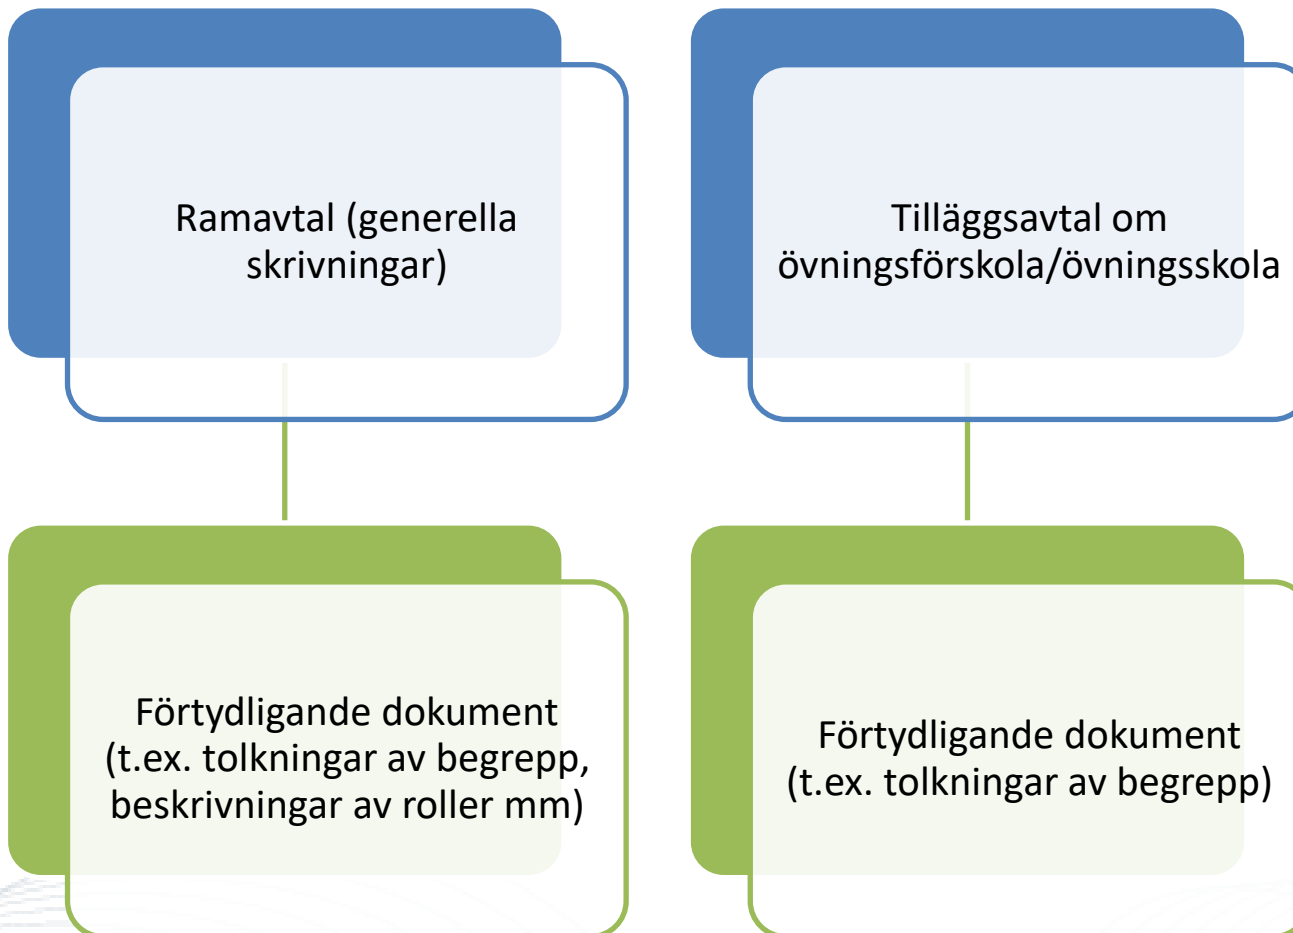 Ramavtal (generella
skrivningar)
Tilläggsavtal om
övningsförskola/övningsskola
Förtydligande dokument
(t.ex. tolkningar av begrepp,
beskrivningar av roller mm)
Förtydligande dokument
(t.ex. tolkningar av begrepp)